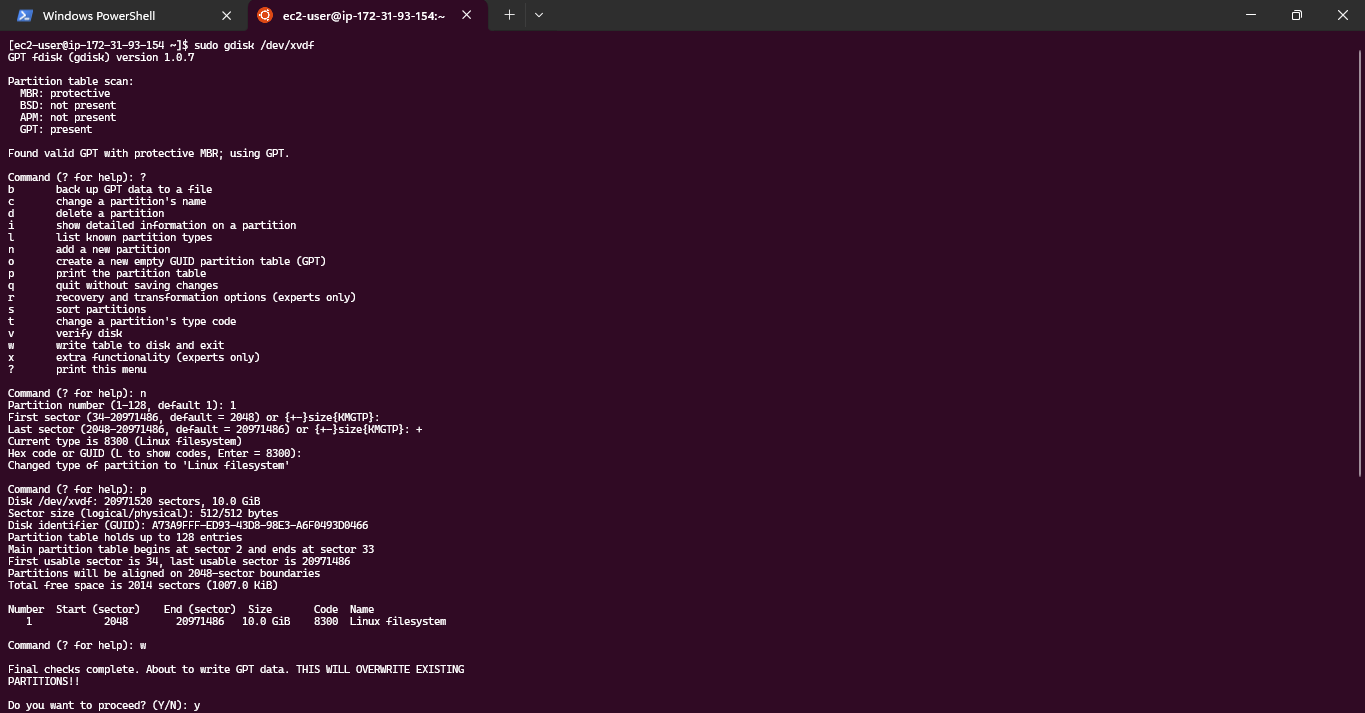 Windows PowerShell
ec2-user@ip-172-31-93-154:~
[ec2-user@ip-172-31-93-154 ~]$ sudo gdisk /dev/xvdf
GPT fdisk (gdisk) version 1.0.7
Partition table scan:
MBR: protective
BSD: not present
APM: not present
GPT: present
Found valid GPT with protective MBR; using GPT.
Command (? for help): ?
b back up GPT data to a file
c change a partition's name
d delete a partition
i show detailed information on a partition
l list known partition types
n add a new partition
o create a new empty GUID partition table (GPT)
p print the partition table
q quit without saving changes
r recovery and transformation options (experts only)
s sort partitions
t change a partition's type code
v verify disk
w write table to disk and exit
x extra functionality (experts only)
? print this menu
Command (? for help): n
Partition number (1-128, default 1): 1
First sector (34-20971486, default = 2048) or {+-}size{KMGTP}:
Last sector (2048-20971486, default = 20971486) or {+-}size{KMGTP}: +
Current type is 8300 (Linux filesystem)
Hex code or GUID (L to show codes, Enter = 8300):
Changed type of partition to 'Linux filesystem'
Command (? for help): p
Disk /dev/xvdf: 20971520 sectors, 10.0 GiB
Sector size (logical/physical): 512/512 bytes
Disk identifier (GUID): A73A9FFF-ED93-43D8-98E3-A6F0493D0466
Partition table holds up to 128 entries
Main partition table begins at sector 2 and ends at sector 33
First usable sector is 34, last usable sector is 20971486
Partitions will be aligned on 2048-sector boundaries
Total free space is 2014 sectors (1007.0 KiB)
Number Start (sector) End (sector) Size Code Name
1 2048 20971486 10.0 GiB 8300 Linux filesystem
Command (? for help): w
Final checks complete. About to write GPT data. THIS WILL OVERWRITE EXISTING
PARTITIONS!!
Do you want to proceed? (Y/N): y